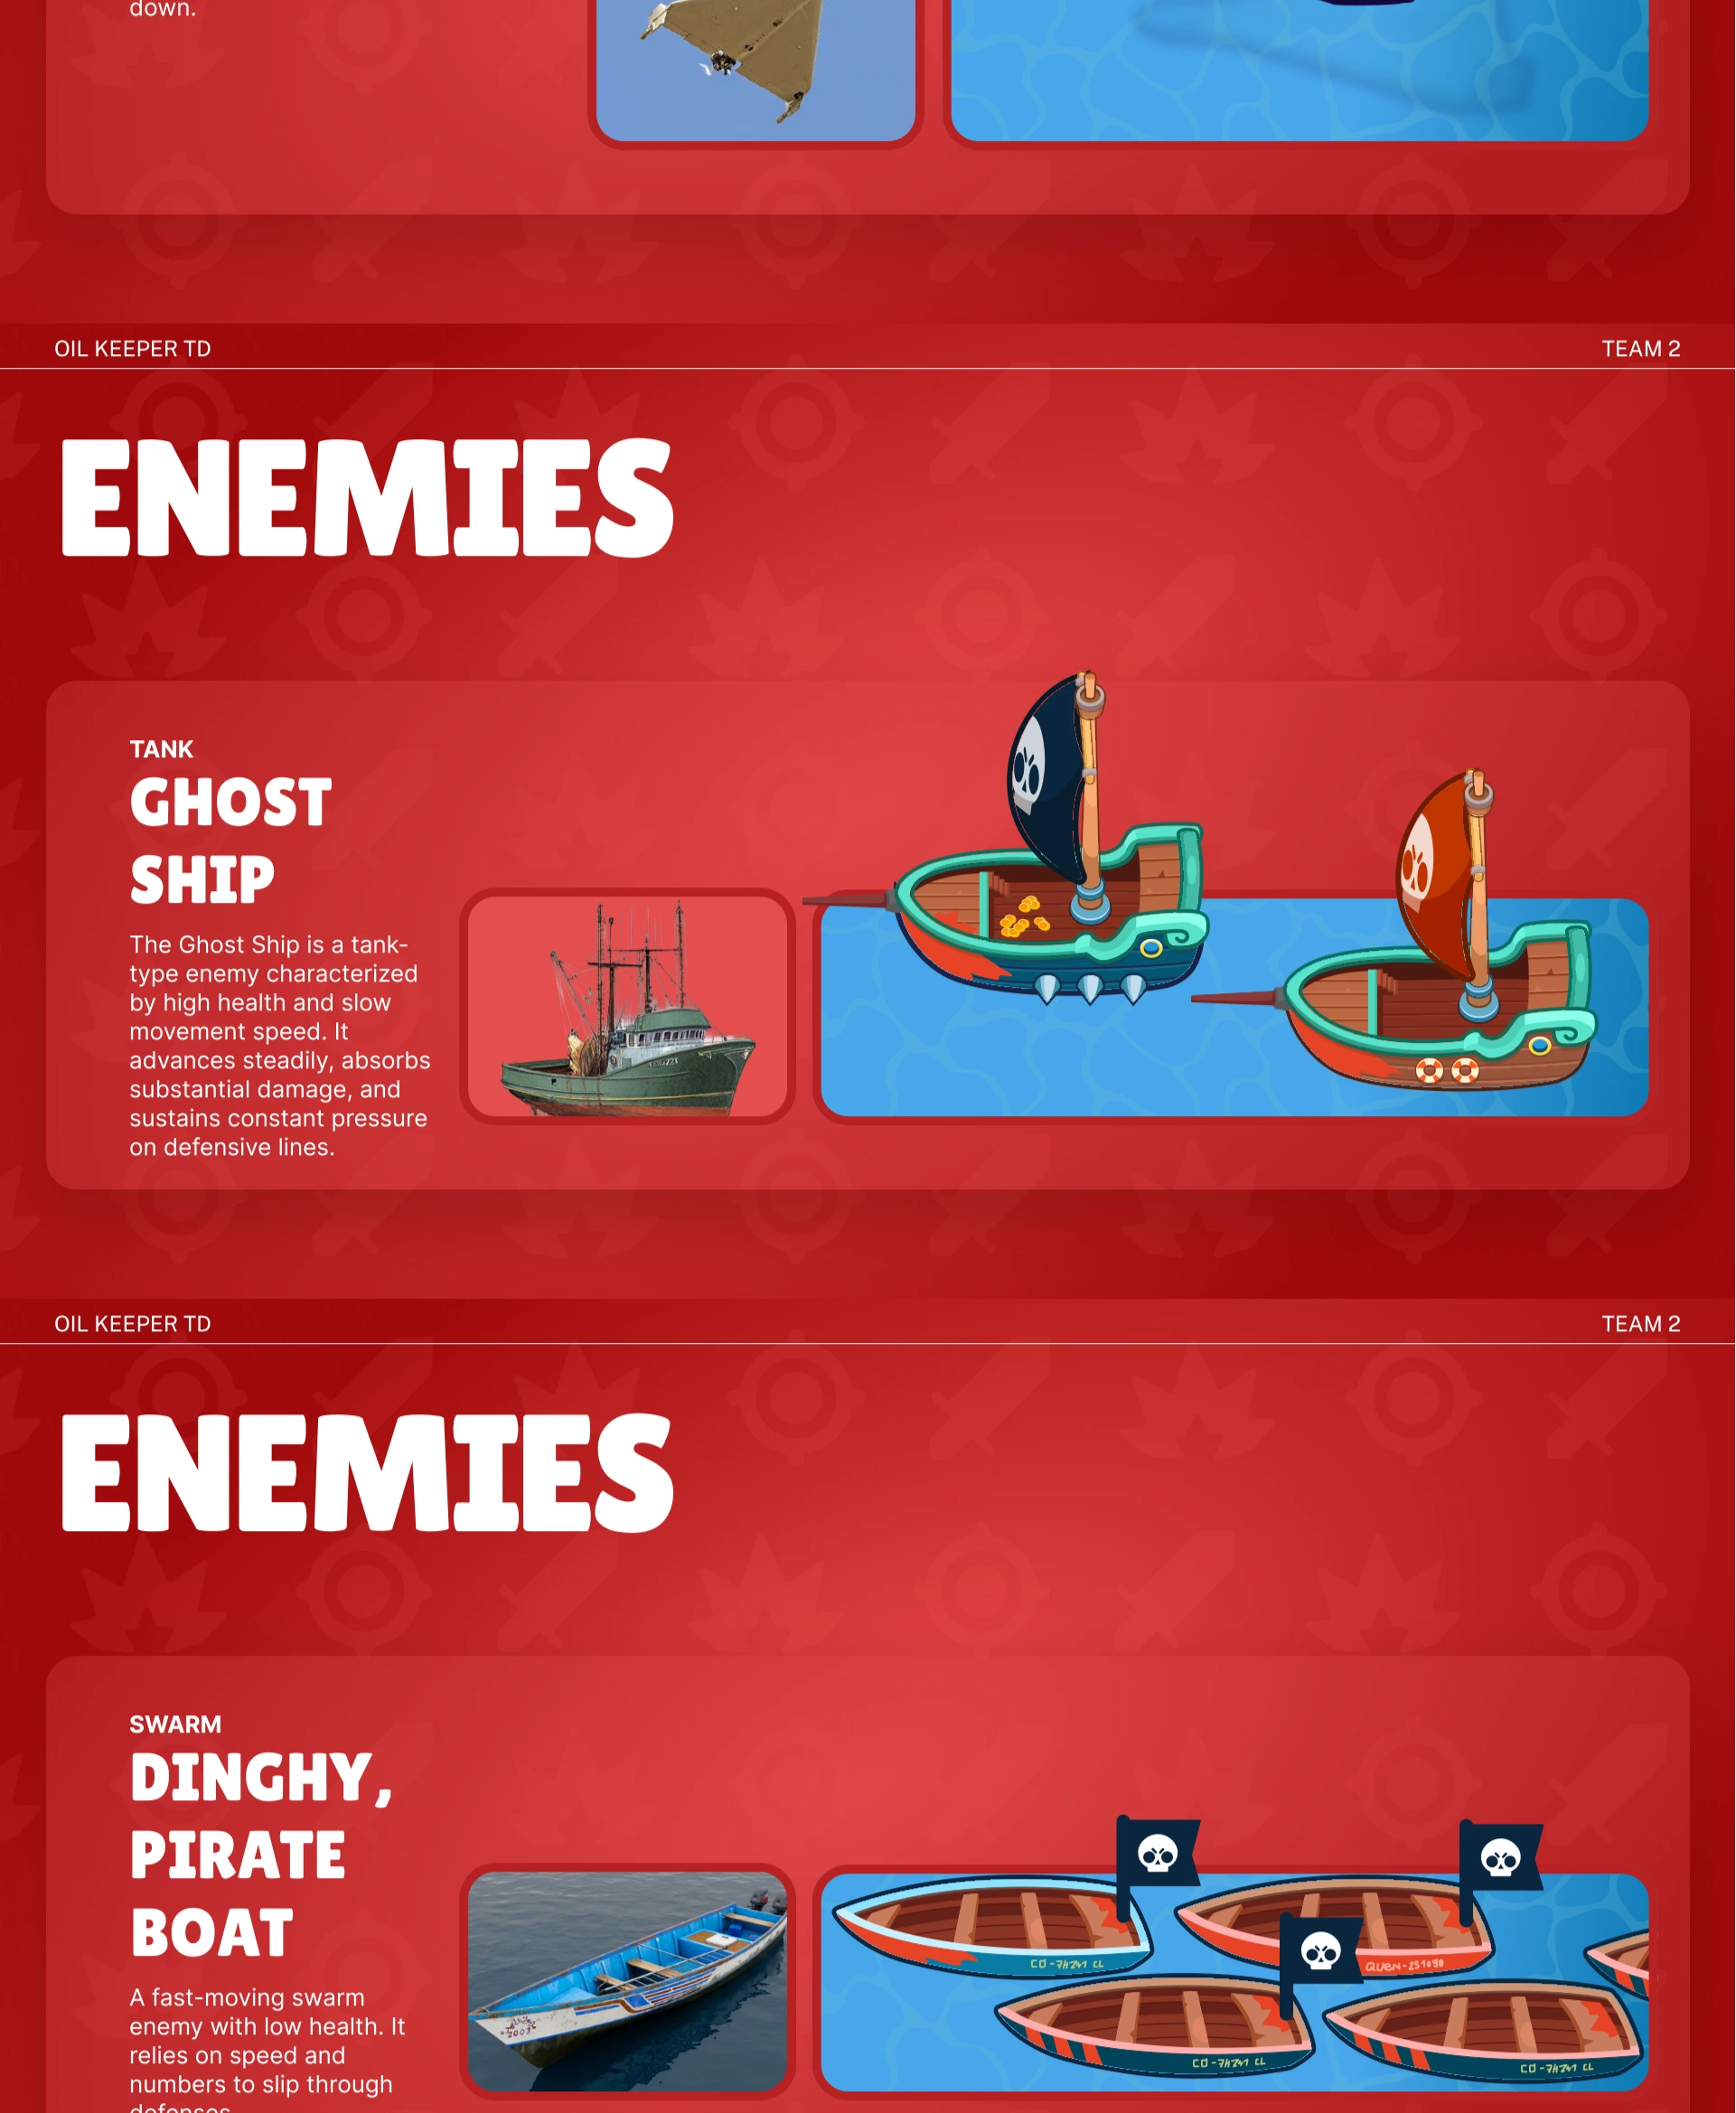 down.
OIL KEEPER TD
TEAM 2
ENEMIES
TANK
GHOST
SHIP
The Ghost Ship is a tank-
type enemy characterized
by high health and slow
movement speed. It
advances steadily, absorbs
substantial damage, and
sustains constant pressure
on defensive lines.
OIL KEEPER TD
TEAM 2
ENEMIES
SWARM
DINGHY,
PIRATE
BOAT
A fast-moving swarm
enemy with low health. It
relies on speed and
numbers to slip through
defenses.
2003